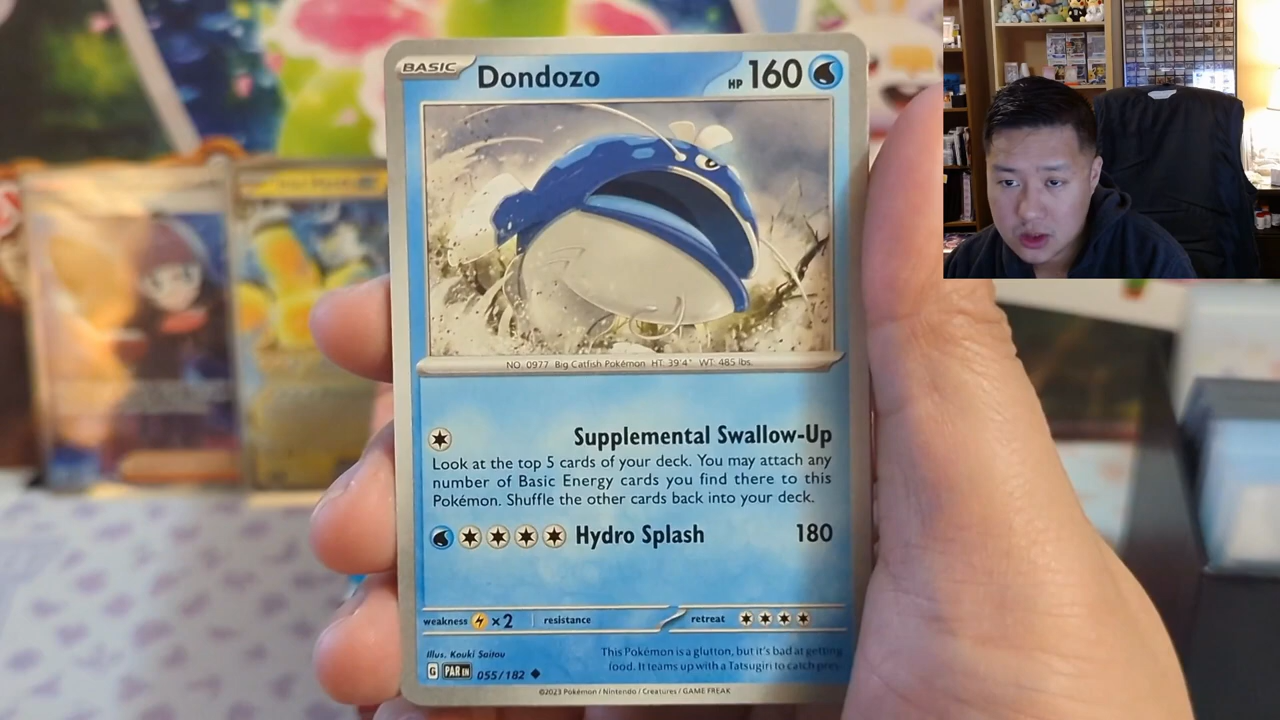 BASIC
Dondozo
HP 160
NO. 0977 Big Catfish Pokémon HT: 39'4" WT: 485 lbs.
Supplemental Swallow-Up
Look at the top 5 cards of your deck. You may attach any
number of Basic Energy cards you find there to this
Pokémon. Shuffle the other cards back into your deck.
Hydro Splash 180
weakness ×2 resistance retreat
Illus. Kouki Saitou
This Pokémon is a glutton, but it's bad at getting
food. It teams up with a Tatsugiri to catch prey.
G PAR EN 055/182
©2023 Pokémon / Nintendo / Creatures / GAME FREAK